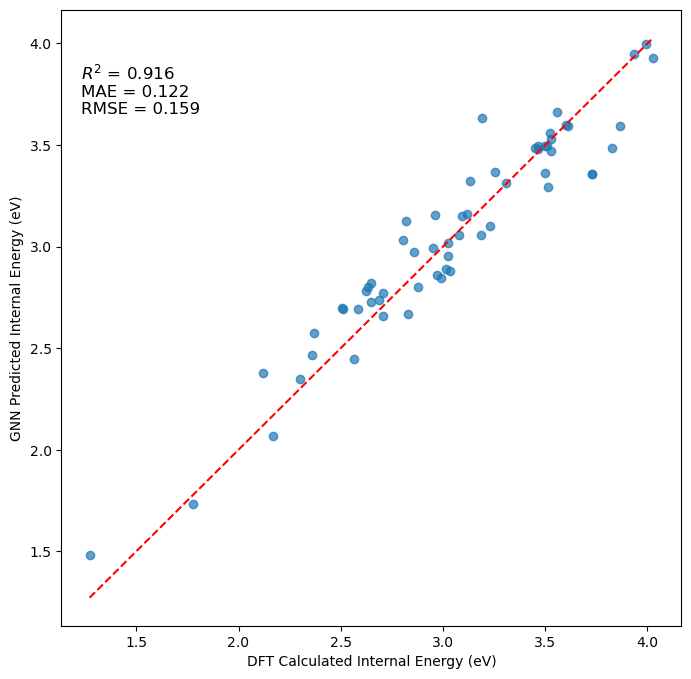 R² = 0.916
MAE = 0.122
RMSE = 0.159
4.0
3.5
3.0
2.5
2.0
1.5
GNN Predicted Internal Energy (eV)
1.5 2.0 2.5 3.0 3.5 4.0
DFT Calculated Internal Energy (eV)